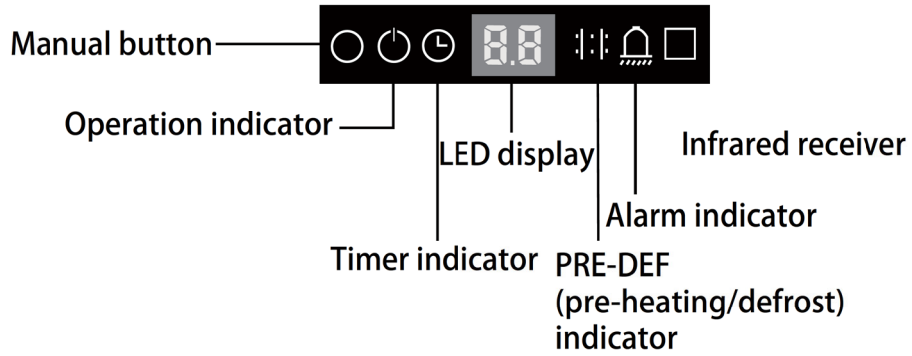 Manual button
8.8
Operation indicator
LED display
Infrared receiver
Alarm indicator
Timer indicator
PRE-DEF
(pre-heating/defrost)
indicator